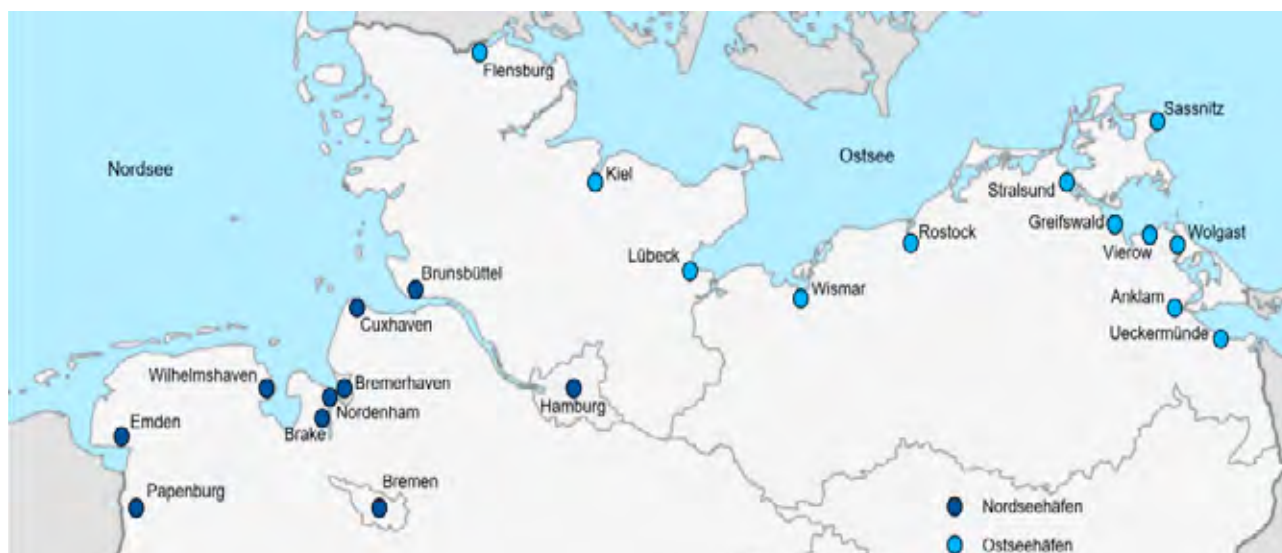 Flensburg
Sassnitz
Nordsee
Ostsee
Kiel
Stralsund
Greifswald
Rostock
Vierow
Wolgast
Lübeck
Brunsbüttel
Wismar
Anklam
Cuxhaven
Ueckermünde
Wilhelmshaven
Bremerhaven
Nordenham
Hamburg
Emden
Brake
Papenburg
Bremen
Nordseehäfen
Ostseehäfen